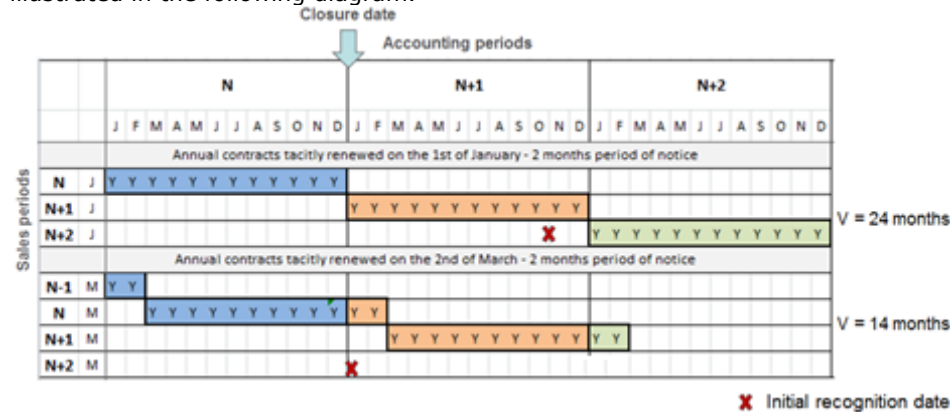 illustrated in the following diagram.
Closure date
Accounting periods
N N+1 N+2
J F M A M J J A S O N D J F M A M J J A S O N D J F M A M J J A S O N D
Annual contracts tacitly renewed on the 1st of January - 2 months period of notice
Sales periods
N J Y Y Y Y Y Y Y Y Y Y Y Y
N+1 J Y Y Y Y Y Y Y Y Y Y Y Y
V = 24 months
N+2 J Y Y Y Y Y Y Y Y Y Y Y Y
Annual contracts tacitly renewed on the 2nd of March - 2 months period of notice
N-1 M Y Y
N M Y Y Y Y Y Y Y Y Y Y Y Y
V = 14 months
N+1 M Y Y Y Y Y Y Y Y Y Y Y Y
N+2 M
Initial recognition date